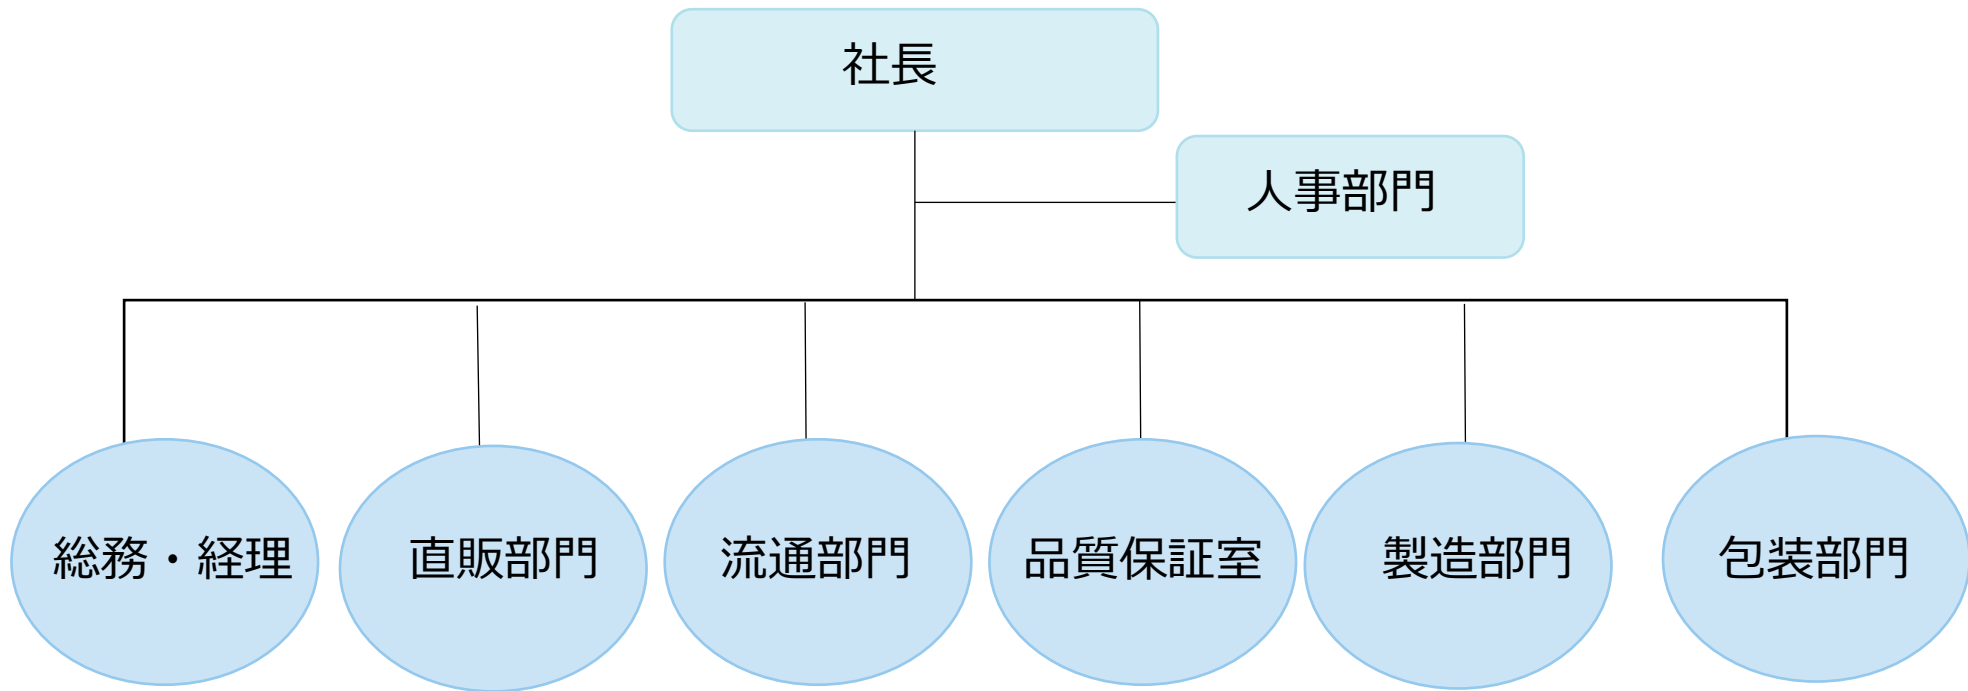 社長
人事部門
総務・経理
直販部門
流通部門
品質保証室
製造部門
包装部門